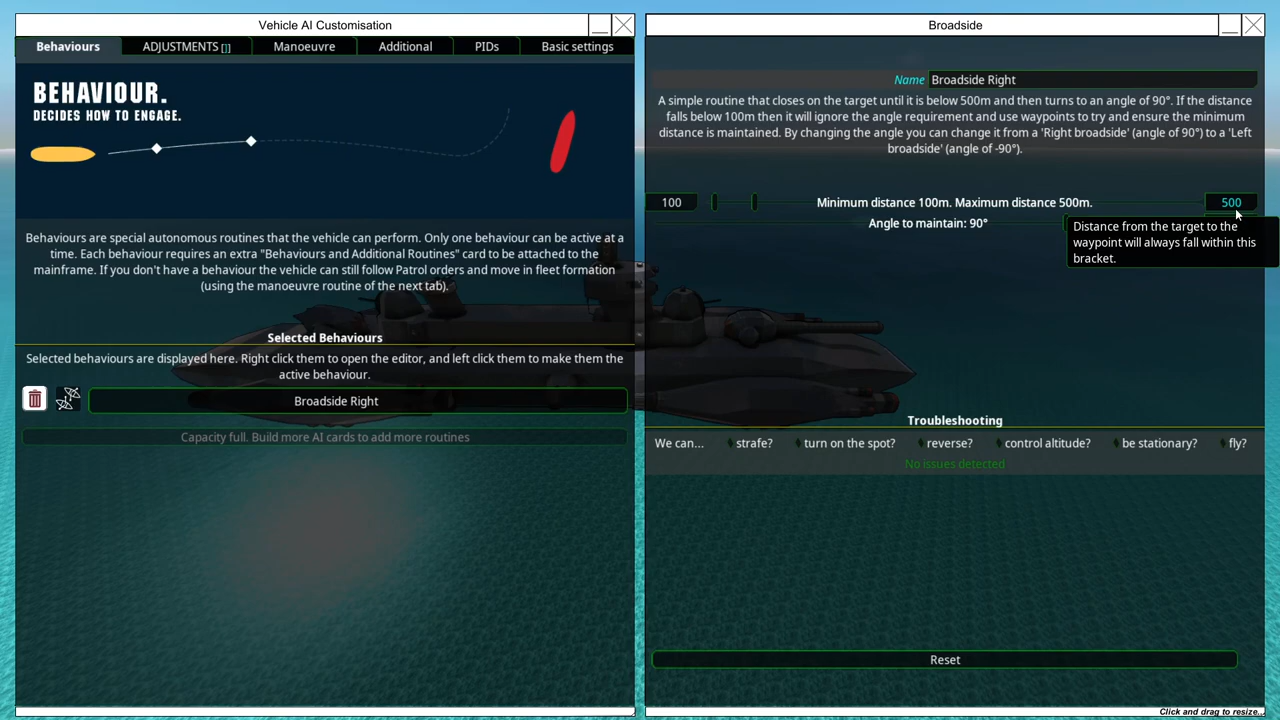 Vehicle AI Customisation
Behaviours
ADJUSTMENTS []
Manoeuvre
Additional
PIDs
Basic settings
BEHAVIOUR.
DECIDES HOW TO ENGAGE.
Behaviours are special autonomous routines that the vehicle can perform. Only one behaviour can be active at a
time. Each behaviour requires an extra "Behaviours and Additional Routines" card to be attached to the
mainframe. If you don't have a behaviour the vehicle can still follow Patrol orders and move in fleet formation
(using the manoeuvre routine of the next tab).
Selected Behaviours
Selected behaviours are displayed here. Right click them to open the editor, and left click them to make them the
active behaviour.
Broadside Right
Capacity full. Build more AI cards to add more routines
Broadside
Name Broadside Right
A simple routine that closes on the target until it is below 500m and then turns to an angle of 90°. If the distance
falls below 100m then it will ignore the angle requirement and use waypoints to try and ensure the minimum
distance is maintained. By changing the angle you can change it from a 'Right broadside' (angle of 90°) to a 'Left
broadside' (angle of -90°).
100 Minimum distance 100m. Maximum distance 500m. 500
Angle to maintain: 90°
Distance from the target to the
waypoint will always fall within this
bracket.
Troubleshooting
We can... strafe? turn on the spot? reverse? control altitude? be stationary? fly?
No issues detected
Reset
Click and drag to resize...